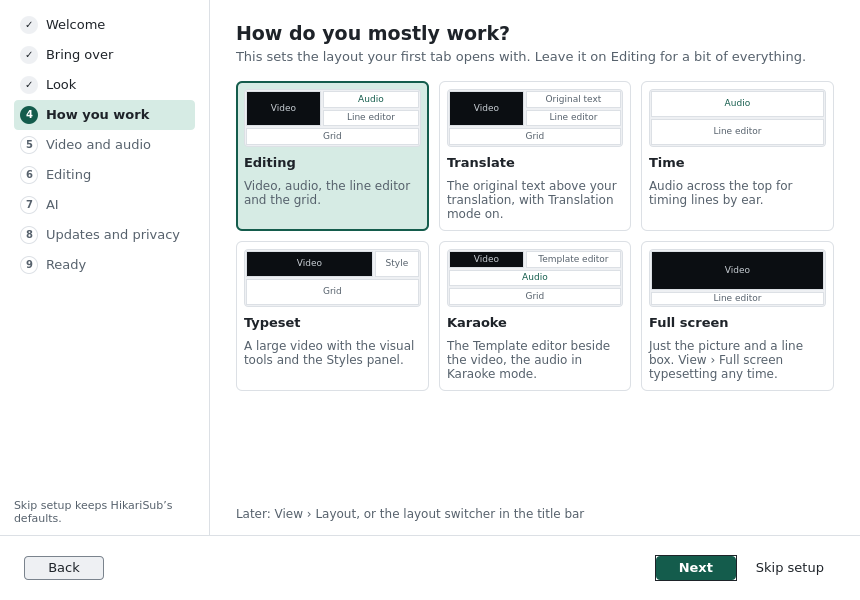 ✓ Welcome
✓ Bring over
✓ Look
4 How you work
5 Video and audio
6 Editing
7 AI
8 Updates and privacy
9 Ready
Skip setup keeps HikariSub’s
defaults.
How do you mostly work?
This sets the layout your first tab opens with. Leave it on Editing for a bit of everything.
Video
Audio
Line editor
Grid
Editing
Video, audio, the line editor
and the grid.
Video
Original text
Line editor
Grid
Translate
The original text above your
translation, with Translation
mode on.
Audio
Line editor
Time
Audio across the top for
timing lines by ear.
Video
Style
Grid
Typeset
A large video with the visual
tools and the Styles panel.
Video
Template editor
Audio
Grid
Karaoke
The Template editor beside
the video, the audio in
Karaoke mode.
Video
Line editor
Full screen
Just the picture and a line
box. View › Full screen
typesetting any time.
Later: View › Layout, or the layout switcher in the title bar
Back
Next
Skip setup